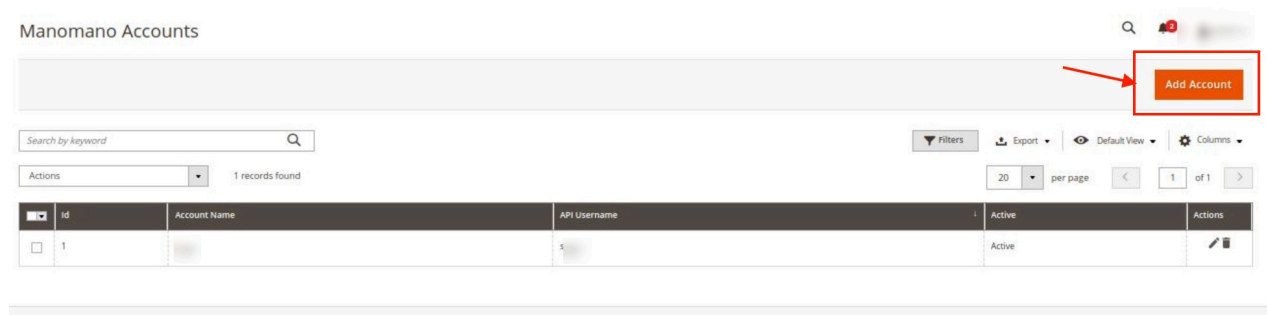 Manomano Accounts
2
Add Account
Search by keyword
Filters
Export
Default View
Columns
Actions
1 records found
20
per page
1
of 1
Id
Account Name
API Username
Active
Actions
1
Active